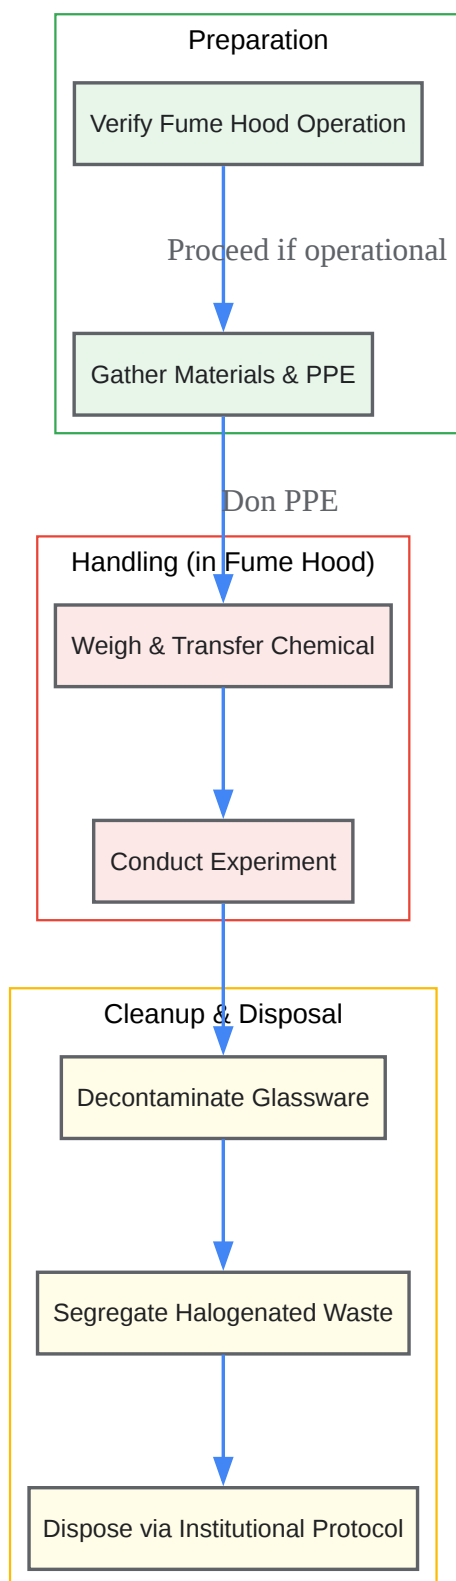 Preparation
Verify Fume Hood Operation
Proceed if operational
Gather Materials & PPE
Don PPE
Handling (in Fume Hood)
Weigh & Transfer Chemical
Conduct Experiment
Cleanup & Disposal
Decontaminate Glassware
Segregate Halogenated Waste
Dispose via Institutional Protocol